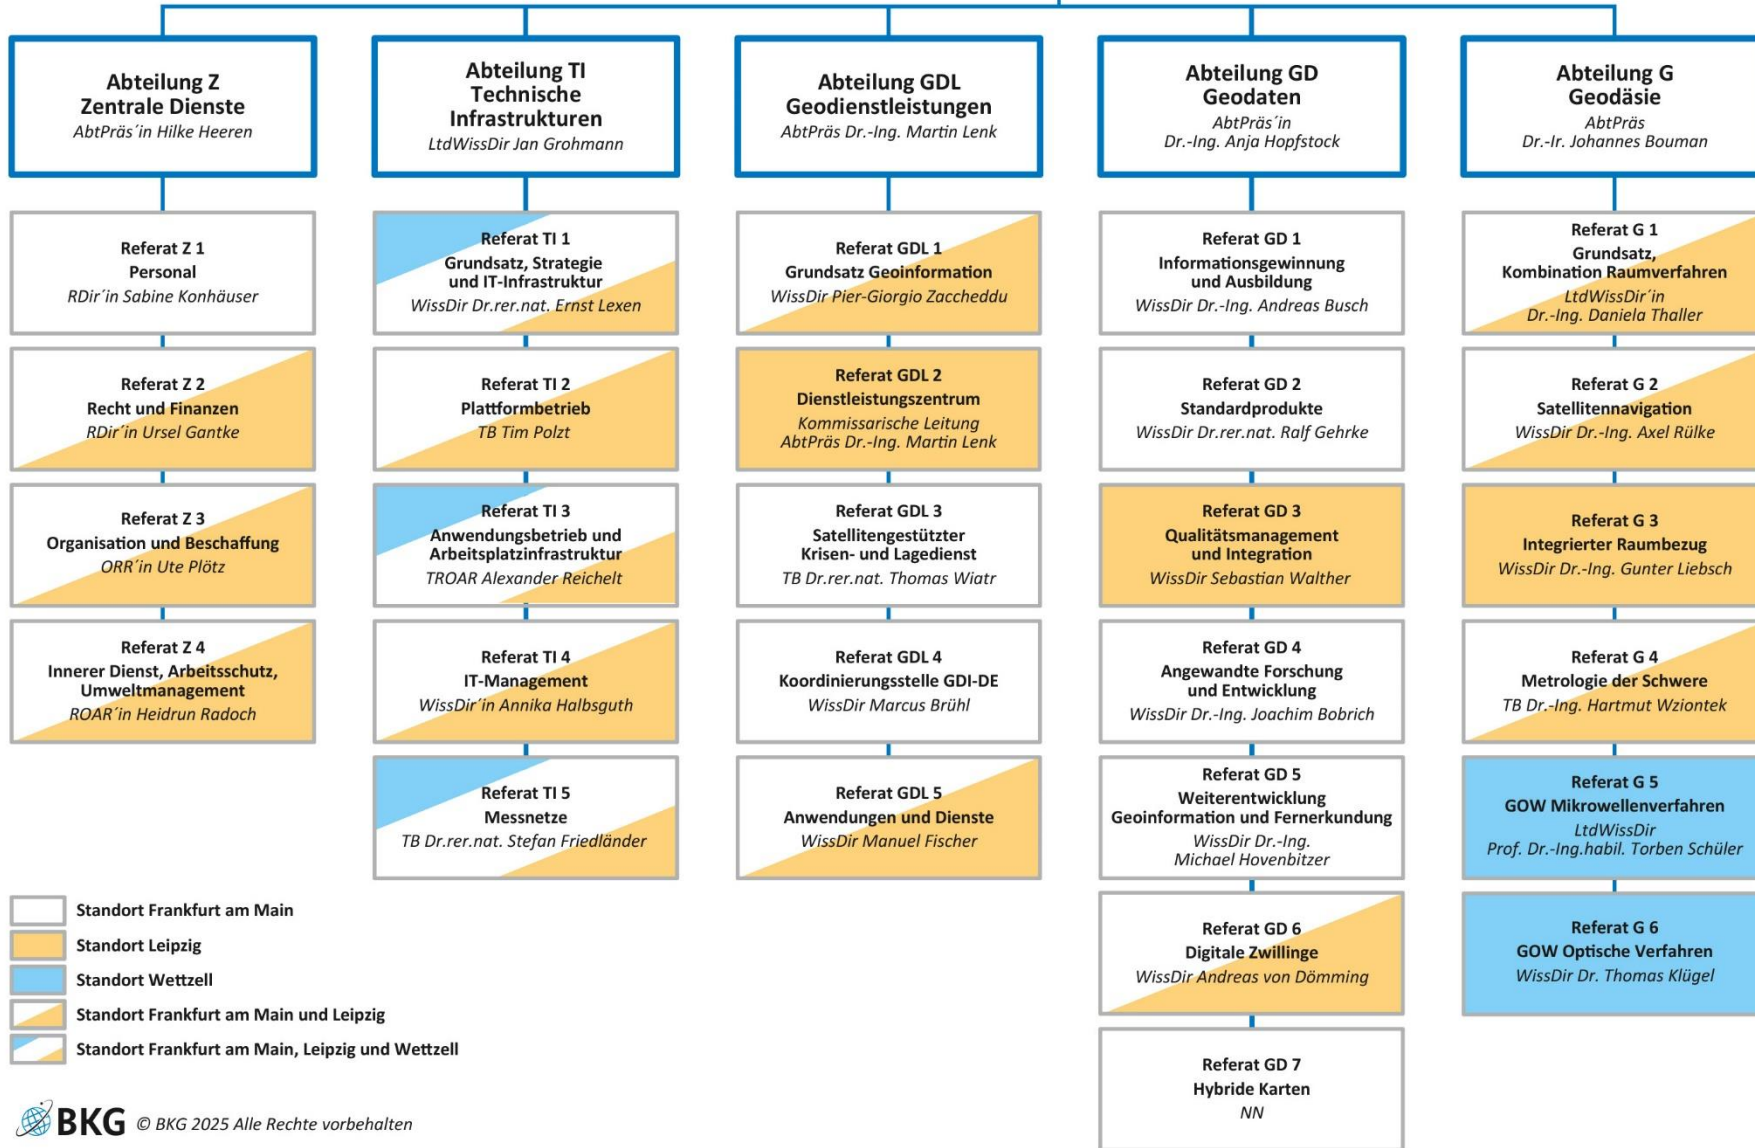 Abteilung Z
Zentrale Dienste
AbtPräs´in Hilke Heeren
Referat Z 1
Personal
RDir´in Sabine Konhäuser
Referat Z 2
Recht und Finanzen
RDir´in Ursel Gantke
Referat Z 3
Organisation und Beschaffung
ORR´in Ute Plötz
Referat Z 4
Innerer Dienst, Arbeitsschutz,
Umweltmanagement
ROAR´in Heidrun Radoch
Abteilung TI
Technische
Infrastrukturen
LtdWissDir Jan Grohmann
Referat TI 1
Grundsatz, Strategie
und IT-Infrastruktur
WissDir Dr.rer.nat. Ernst Lexen
Referat TI 2
Plattformbetrieb
TB Tim Polzt
Referat TI 3
Anwendungsbetrieb und
Arbeitsplatzinfrastruktur
TROAR Alexander Reichelt
Referat TI 4
IT-Management
WissDir´in Annika Halbsguth
Referat TI 5
Messnetze
TB Dr.rer.nat. Stefan Friedländer
Abteilung GDL
Geodienstleistungen
AbtPräs Dr.-Ing. Martin Lenk
Referat GDL 1
Grundsatz Geoinformation
WissDir Pier-Giorgio Zaccheddu
Referat GDL 2
Dienstleistungszentrum
Kommissarische Leitung
AbtPräs Dr.-Ing. Martin Lenk
Referat GDL 3
Satellitengestützter
Krisen- und Lagedienst
TB Dr.rer.nat. Thomas Wiatr
Referat GDL 4
Koordinierungsstelle GDI-DE
WissDir Marcus Brühl
Referat GDL 5
Anwendungen und Dienste
WissDir Manuel Fischer
Abteilung GD
Geodaten
AbtPräs´in
Dr.-Ing. Anja Hopfstock
Referat GD 1
Informationsgewinnung
und Ausbildung
WissDir Dr.-Ing. Andreas Busch
Referat GD 2
Standardprodukte
WissDir Dr.rer.nat. Ralf Gehrke
Referat GD 3
Qualitätsmanagement
und Integration
WissDir Sebastian Walther
Referat GD 4
Angewandte Forschung
und Entwicklung
WissDir Dr.-Ing. Joachim Bobrich
Referat GD 5
Weiterentwicklung
Geoinformation und Fernerkundung
WissDir Dr.-Ing.
Michael Hovenbitzer
Referat GD 6
Digitale Zwillinge
WissDir Andreas von Dömming
Referat GD 7
Hybride Karten
NN
Abteilung G
Geodäsie
AbtPräs
Dr.-Ir. Johannes Bouman
Referat G 1
Grundsatz,
Kombination Raumverfahren
LtdWissDir´in
Dr.-Ing. Daniela Thaller
Referat G 2
Satellitennavigation
WissDir Dr.-Ing. Axel Rülke
Referat G 3
Integrierter Raumbezug
WissDir Dr.-Ing. Gunter Liebsch
Referat G 4
Metrologie der Schwere
TB Dr.-Ing. Hartmut Wziontek
Referat G 5
GOW Mikrowellenverfahren
LtdWissDir
Prof. Dr.-Ing.habil. Torben Schüler
Referat G 6
GOW Optische Verfahren
WissDir Dr. Thomas Klügel
Standort Frankfurt am Main
Standort Leipzig
Standort Wettzell
Standort Frankfurt am Main und Leipzig
Standort Frankfurt am Main, Leipzig und Wettzell
BKG © BKG 2025 Alle Rechte vorbehalten